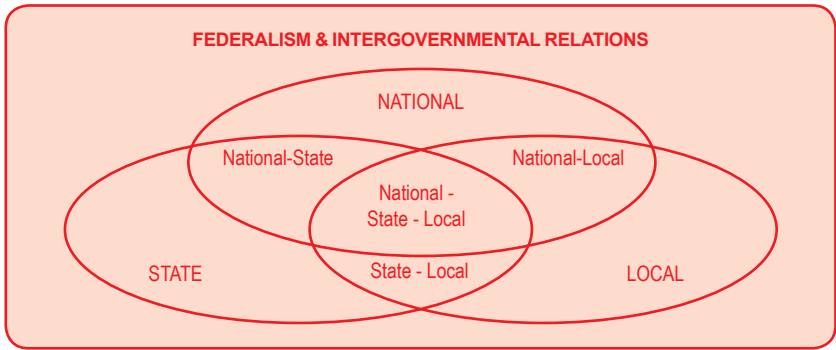 FEDERALISM & INTERGOVERNMENTAL RELATIONS
NATIONAL
National-State
National-Local
National -
State - Local
STATE
State - Local
LOCAL